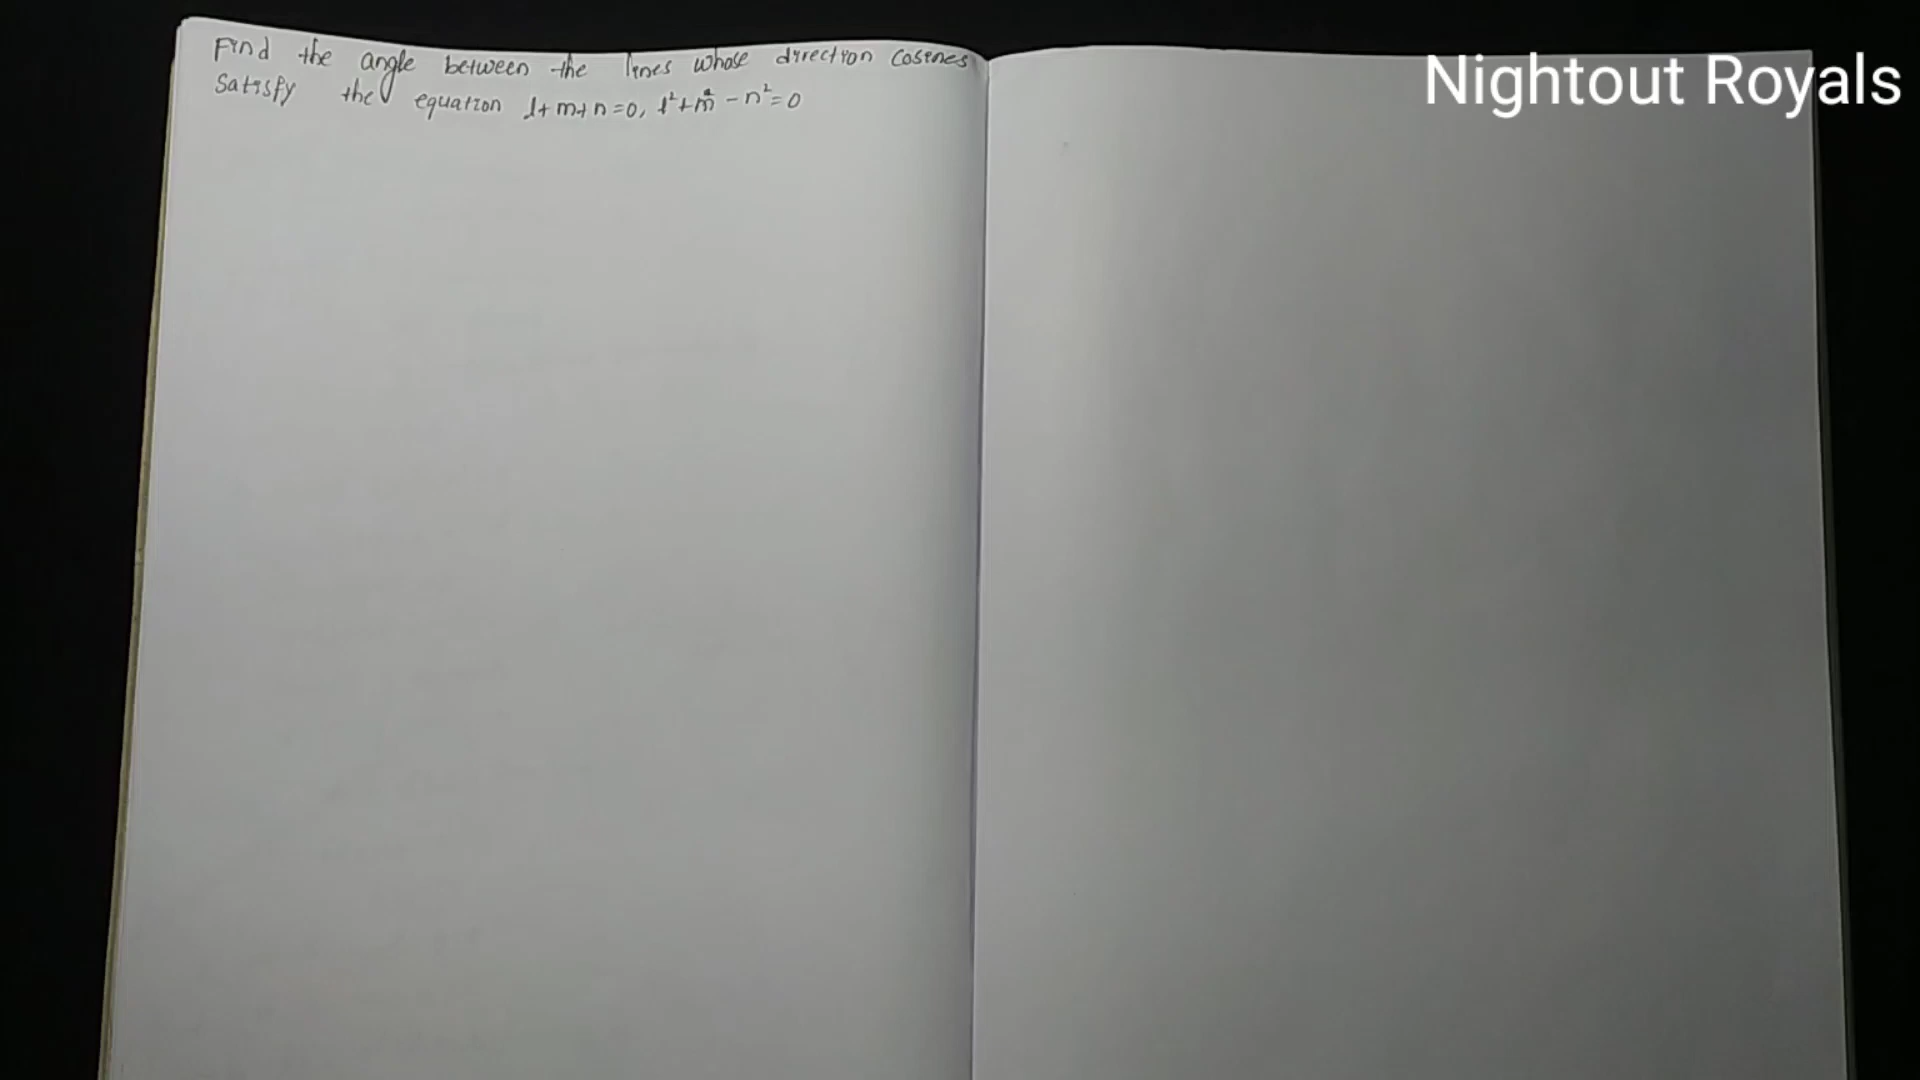 Find the angle between the lines whose direction cosines
Satisfy the equation l+m+n=0, l²+m²-n²=0
Nightout Royals